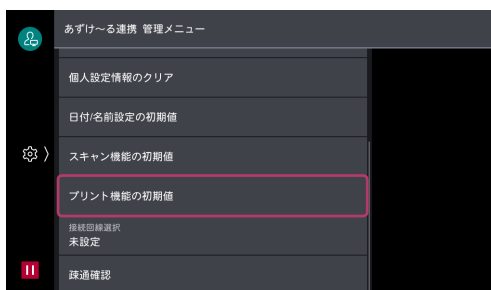 あずけ～る連携 管理メニュー
個人設定情報のクリア
日付/名前設定の初期値
スキャン機能の初期値
プリント機能の初期値
接続回線選択
未設定
疎通確認